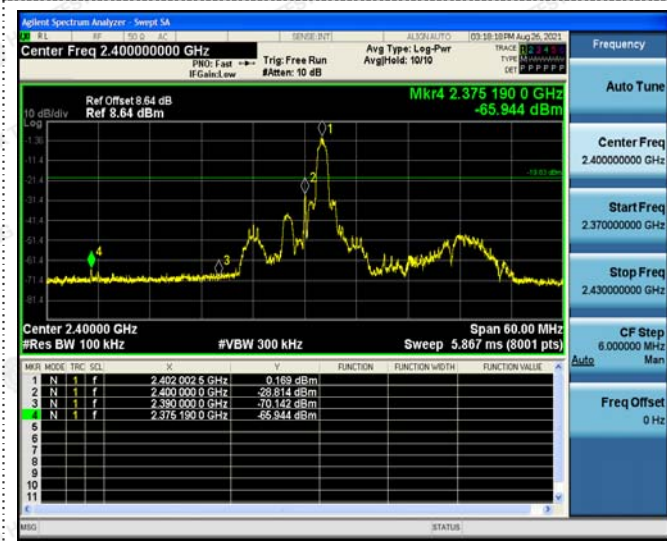 Agilent Spectrum Analyzer - Swept SA
RL RF 50 Ω AC SENSE:INT ALIGNAUTO 03:18:18 PM Aug 26, 2021
Center Freq 2.400000000 GHz
PNO: Fast
IFGain:Low
Trig: Free Run
#Atten: 10 dB
Avg Type: Log-Pwr
Avg|Hold: 10/10
TRACE 1 2 3 4 5 6
TYPE
DET P P P P P P
Frequency
Ref Offset 8.64 dB
Ref 8.64 dBm
Mkr4 2.375 190 0 GHz
-65.944 dBm
10 dB/div
Log
-1.36
-11.4
-21.4
-31.4
-41.4
-51.4
-61.4
-71.4
-81.4
1
2
3
4
Center 2.40000 GHz
#Res BW 100 kHz
#VBW 300 kHz
Span 60.00 MHz
Sweep 5.867 ms (8001 pts)
MKR MODE TRC SCL X Y FUNCTION FUNCTION WIDTH FUNCTION VALUE
1 N 1 f 2.402 002 5 GHz 0.169 dBm
2 N 1 f 2.400 000 0 GHz -28.814 dBm
3 N 1 f 2.390 000 0 GHz -70.142 dBm
4 N 1 f 2.375 190 0 GHz -65.944 dBm
5
6
7
8
9
10
11
MSG
STATUS
Auto Tune
Center Freq
2.400000000 GHz
Start Freq
2.370000000 GHz
Stop Freq
2.430000000 GHz
CF Step
6.000000 MHz
Auto Man
Freq Offset
0 Hz